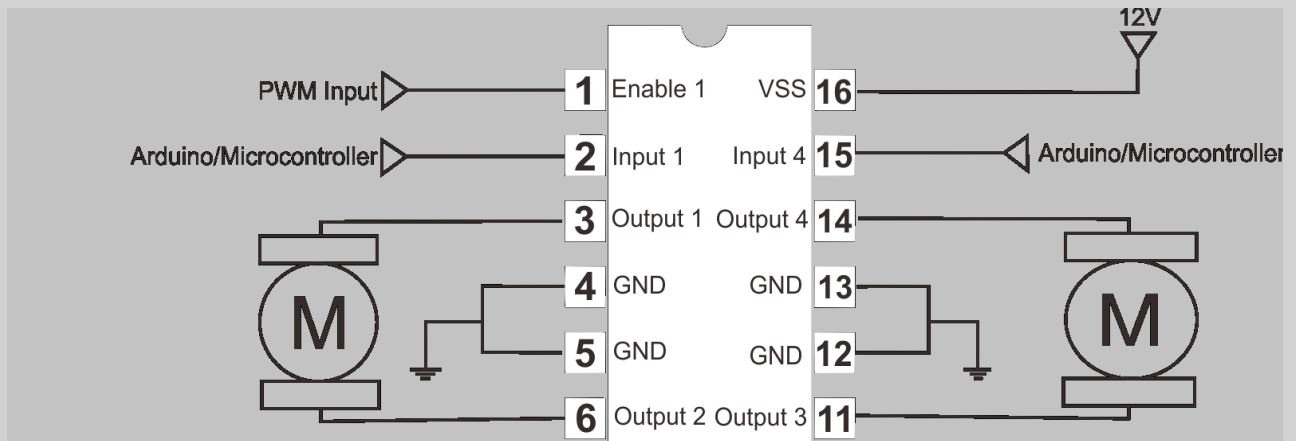 12V
PWM Input 1 Enable 1 VSS 16
Arduino/Microcontroller 2 Input 1 Input 4 15 Arduino/Microcontroller
3 Output 1 Output 4 14
4 GND GND 13
M M
5 GND GND 12
6 Output 2 Output 3 11